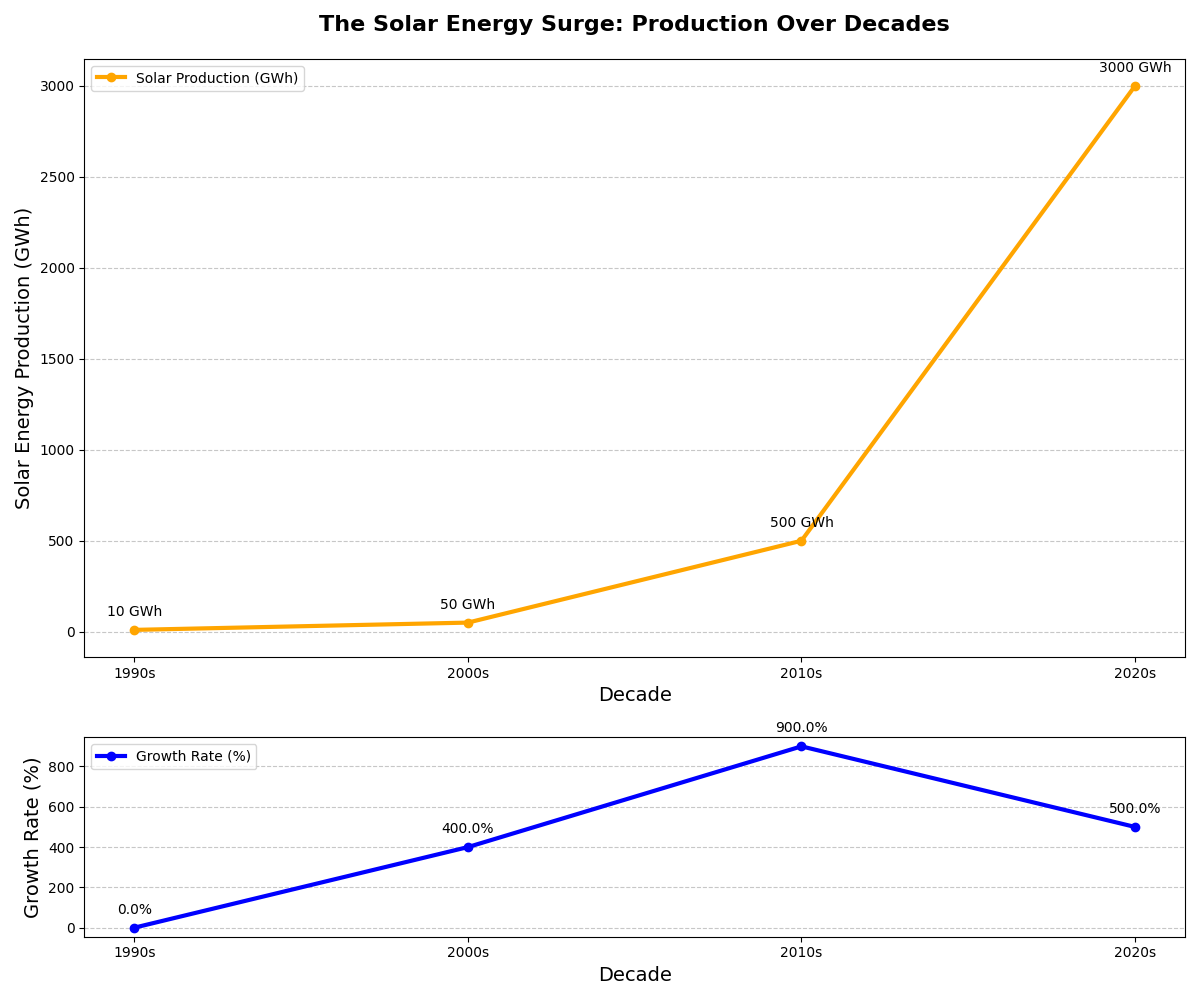 The Solar Energy Surge: Production Over Decades
Solar Production (GWh)
3000 GWh
3000
2500
2000
1500
1000
500
0
Solar Energy Production (GWh)
10 GWh
50 GWh
500 GWh
1990s
2000s
2010s
2020s
Decade
Growth Rate (%)
900.0%
800
600
400
200
0
Growth Rate (%)
0.0%
400.0%
500.0%
1990s
2000s
2010s
2020s
Decade